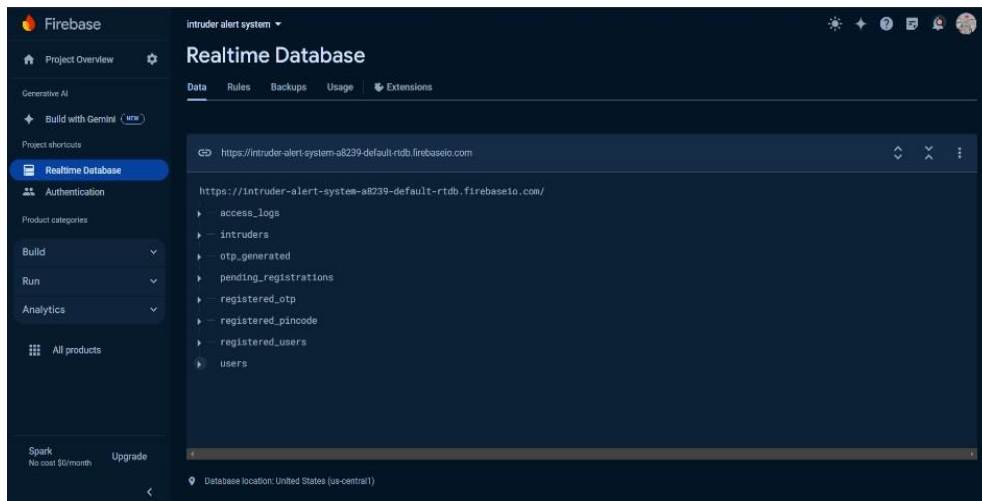 Firebase
Project Overview
Generative AI
Build with Gemini NEW
Project shortcuts
Realtime Database
Authentication
Product categories
Build
Run
Analytics
All products
Spark
No cost $0/month
Upgrade
intruder alert system
Realtime Database
Data Rules Backups Usage Extensions
https://intruder-alert-system-a8239-default-rtdb.firebaseio.com
https://intruder-alert-system-a8239-default-rtdb.firebaseio.com/
access_logs
intruders
otp_generated
pending_registrations
registered_otp
registered_pincode
registered_users
users
Database location: United States (us-central1)